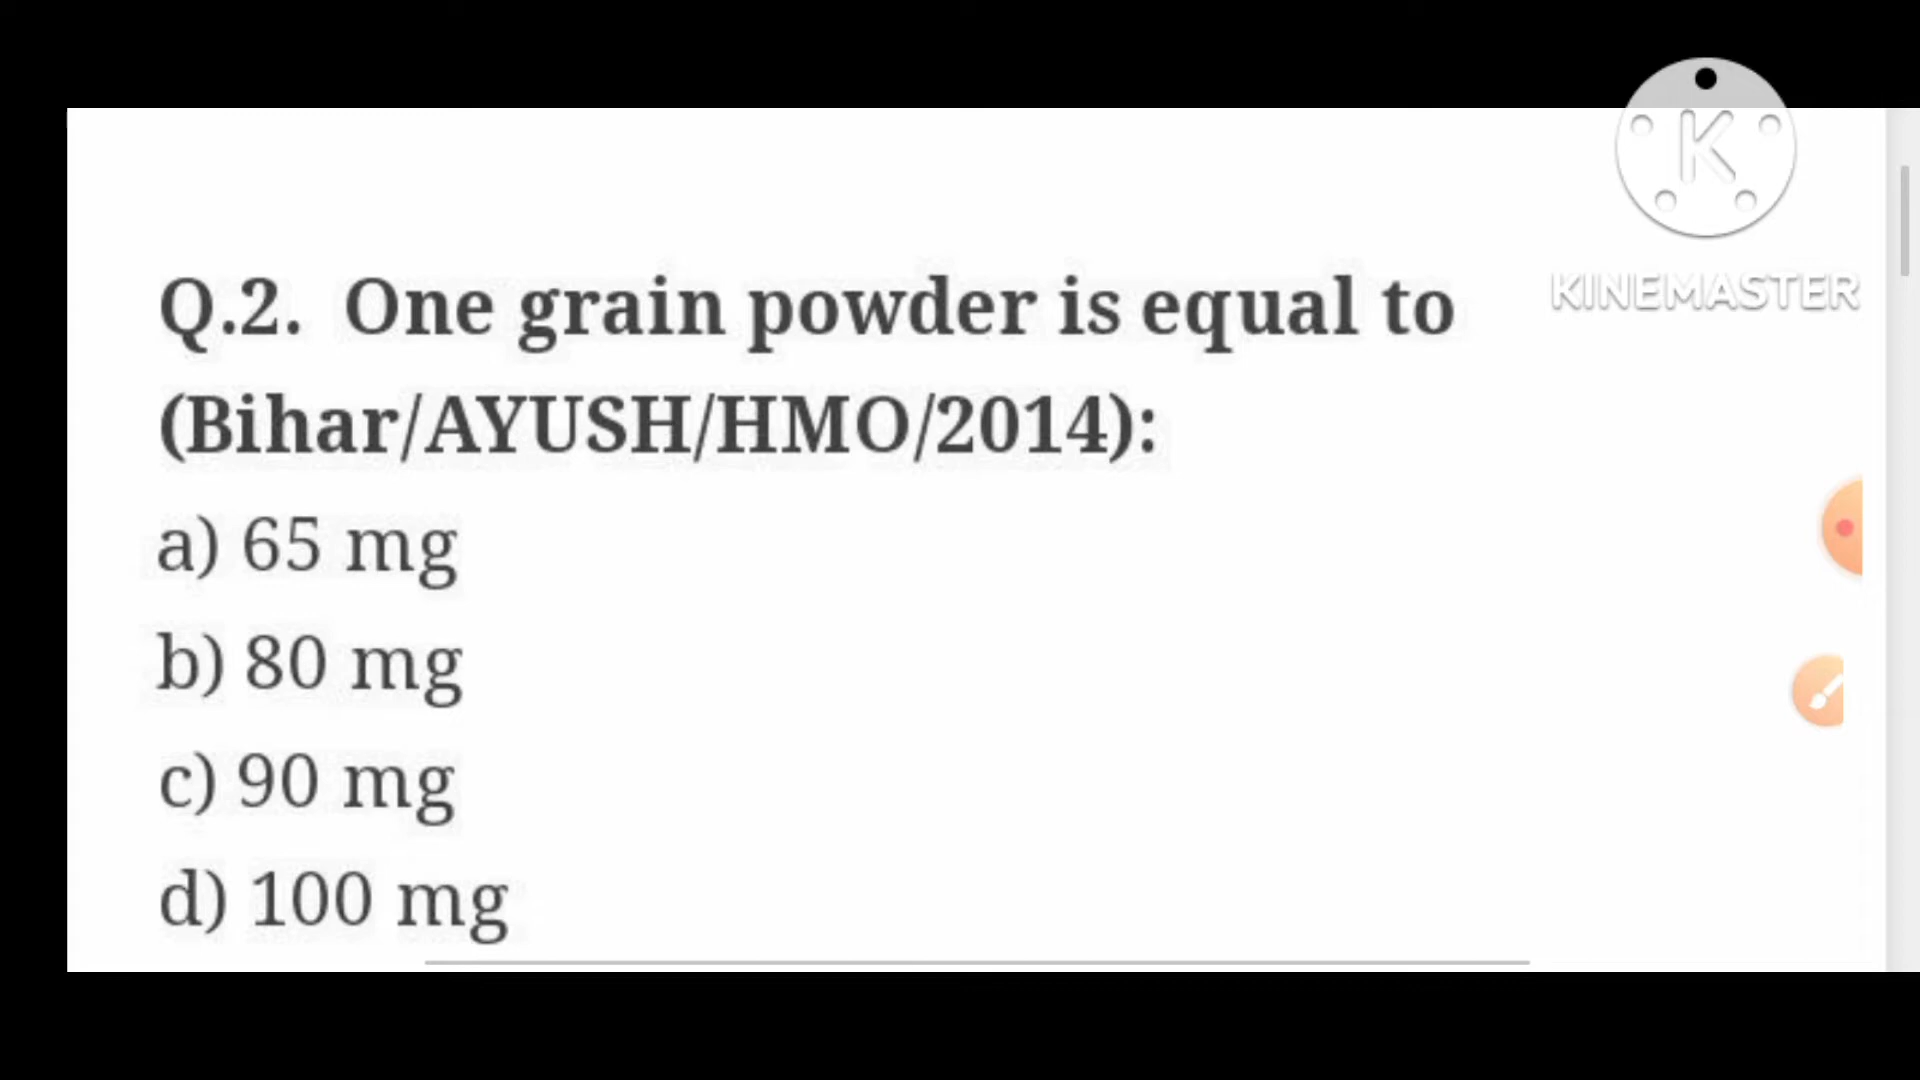 K
KINEMASTER
Q.2. One grain powder is equal to
(Bihar/AYUSH/HMO/2014):
a) 65 mg
b) 80 mg
c) 90 mg
d) 100 mg